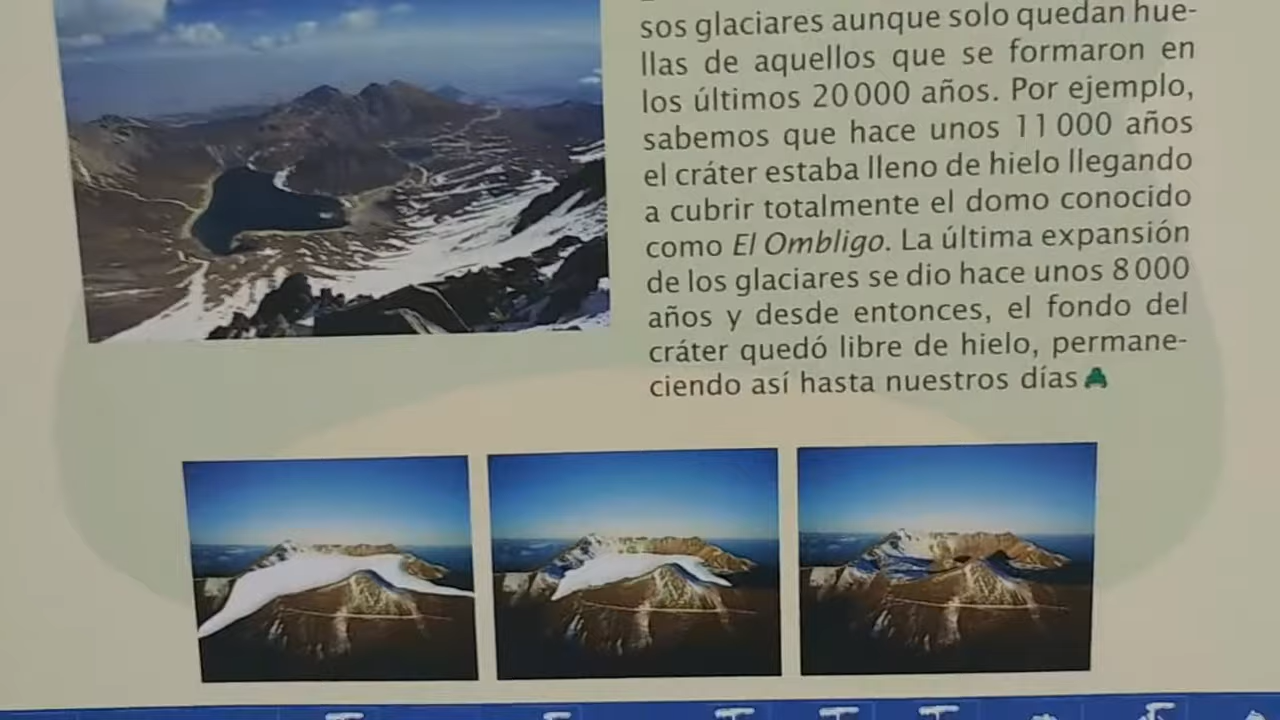 sos glaciares aunque solo quedan hue-
llas de aquellos que se formaron en
los últimos 20 000 años. Por ejemplo,
sabemos que hace unos 11 000 años
el cráter estaba lleno de hielo llegando
a cubrir totalmente el domo conocido
como El Ombligo. La última expansión
de los glaciares se dio hace unos 8 000
años y desde entonces, el fondo del
cráter quedó libre de hielo, permane-
ciendo así hasta nuestros días